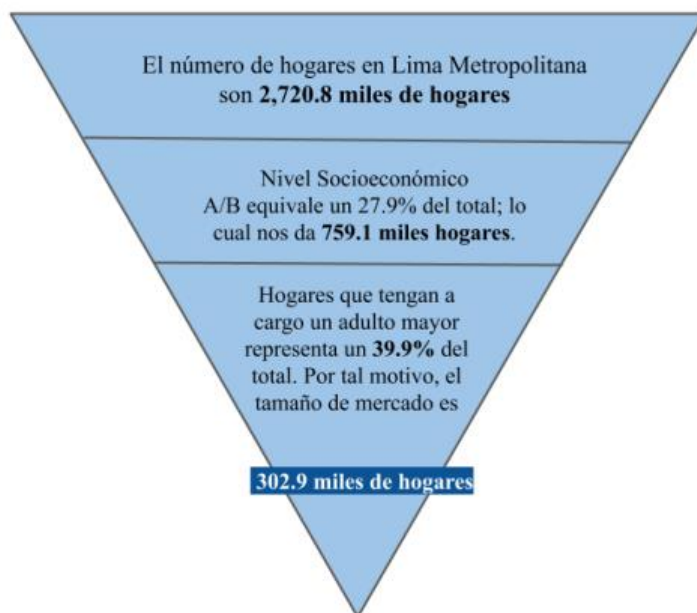 El número de hogares en Lima Metropolitana
son 2,720.8 miles de hogares
Nivel Socioeconómico
A/B equivale un 27.9% del total; lo
cual nos da 759.1 miles hogares.
Hogares que tengan a
cargo un adulto mayor
representa un 39.9% del
total. Por tal motivo, el
tamaño de mercado es
302.9 miles de hogares